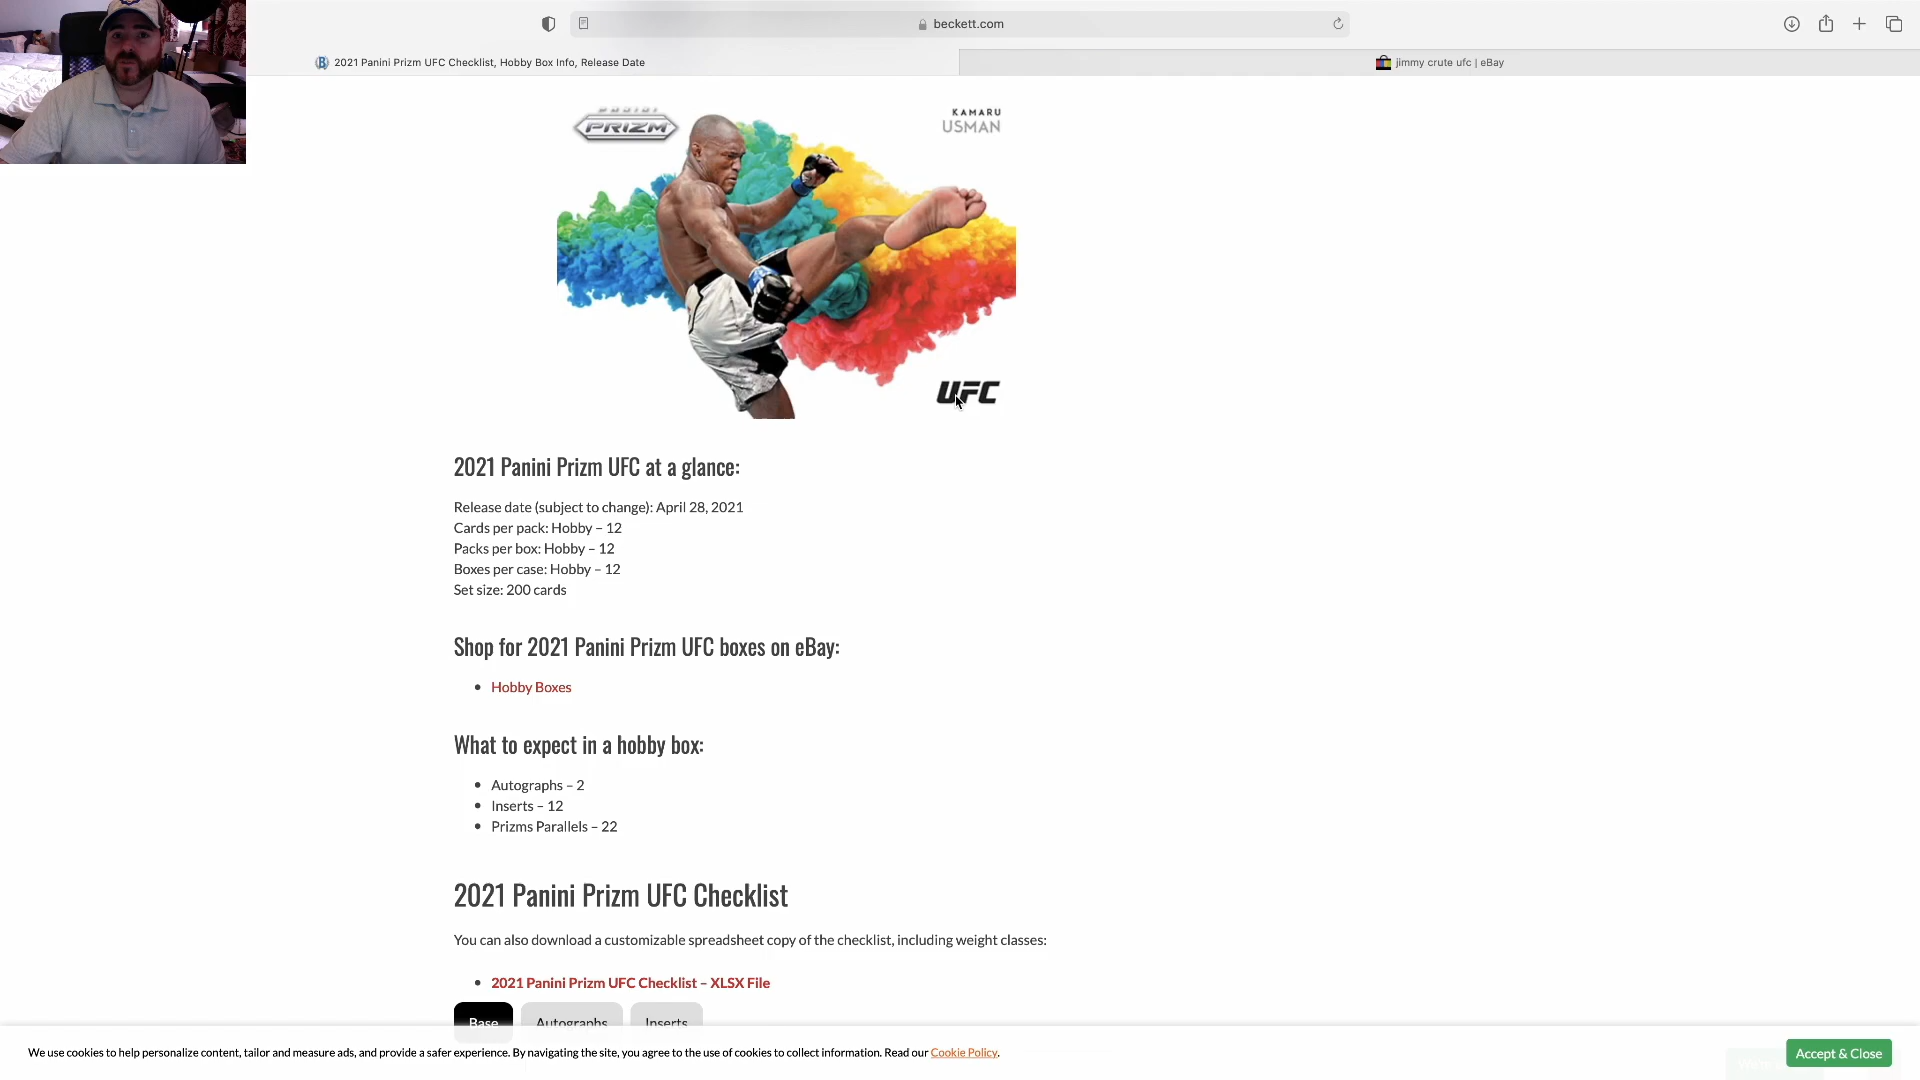 beckett.com
2021 Panini Prizm UFC Checklist, Hobby Box Info, Release Date
jimmy crute ufc | eBay
PANINI
PRIZM
KAMARU
USMAN
UFC
2021 Panini Prizm UFC at a glance:
Release date (subject to change): April 28, 2021
Cards per pack: Hobby – 12
Packs per box: Hobby – 12
Boxes per case: Hobby – 12
Set size: 200 cards
Shop for 2021 Panini Prizm UFC boxes on eBay:
Hobby Boxes
What to expect in a hobby box:
Autographs – 2
Inserts – 12
Prizms Parallels – 22
2021 Panini Prizm UFC Checklist
You can also download a customizable spreadsheet copy of the checklist, including weight classes:
2021 Panini Prizm UFC Checklist – XLSX File
Base Autographs Inserts
We use cookies to help personalize content, tailor and measure ads, and provide a safer experience. By navigating the site, you agree to the use of cookies to collect information. Read our Cookie Policy.
Accept & Close